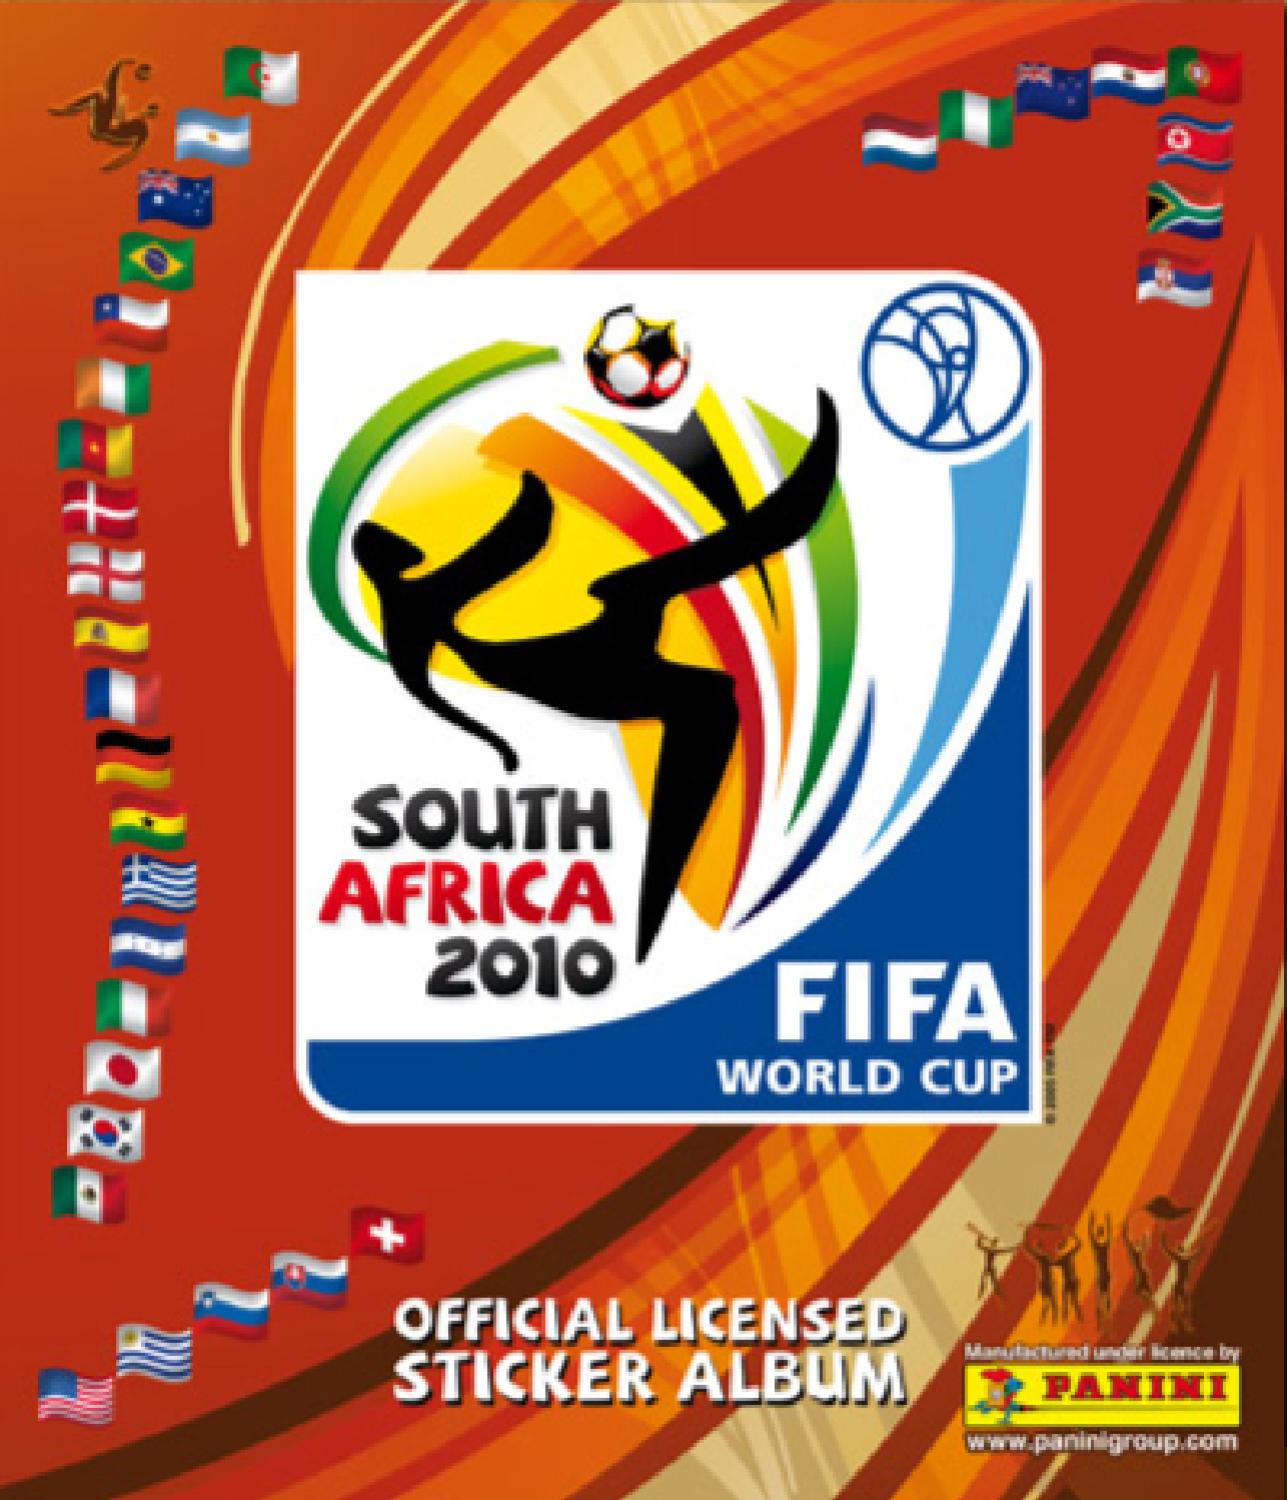 SOUTH
AFRICA
2010
FIFA
WORLD CUP
OFFICIAL LICENSED
STICKER ALBUM
Manufactured under licence by
PANINI
www.paninigroup.com